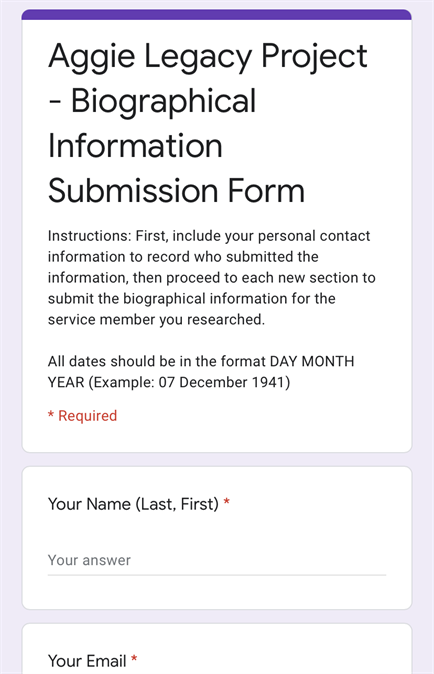 Aggie Legacy Project
- Biographical
Information
Submission Form
Instructions: First, include your personal contact
information to record who submitted the
information, then proceed to each new section to
submit the biographical information for the
service member you researched.
All dates should be in the format DAY MONTH
YEAR (Example: 07 December 1941)
* Required
Your Name (Last, First) *
Your answer
Your Email *